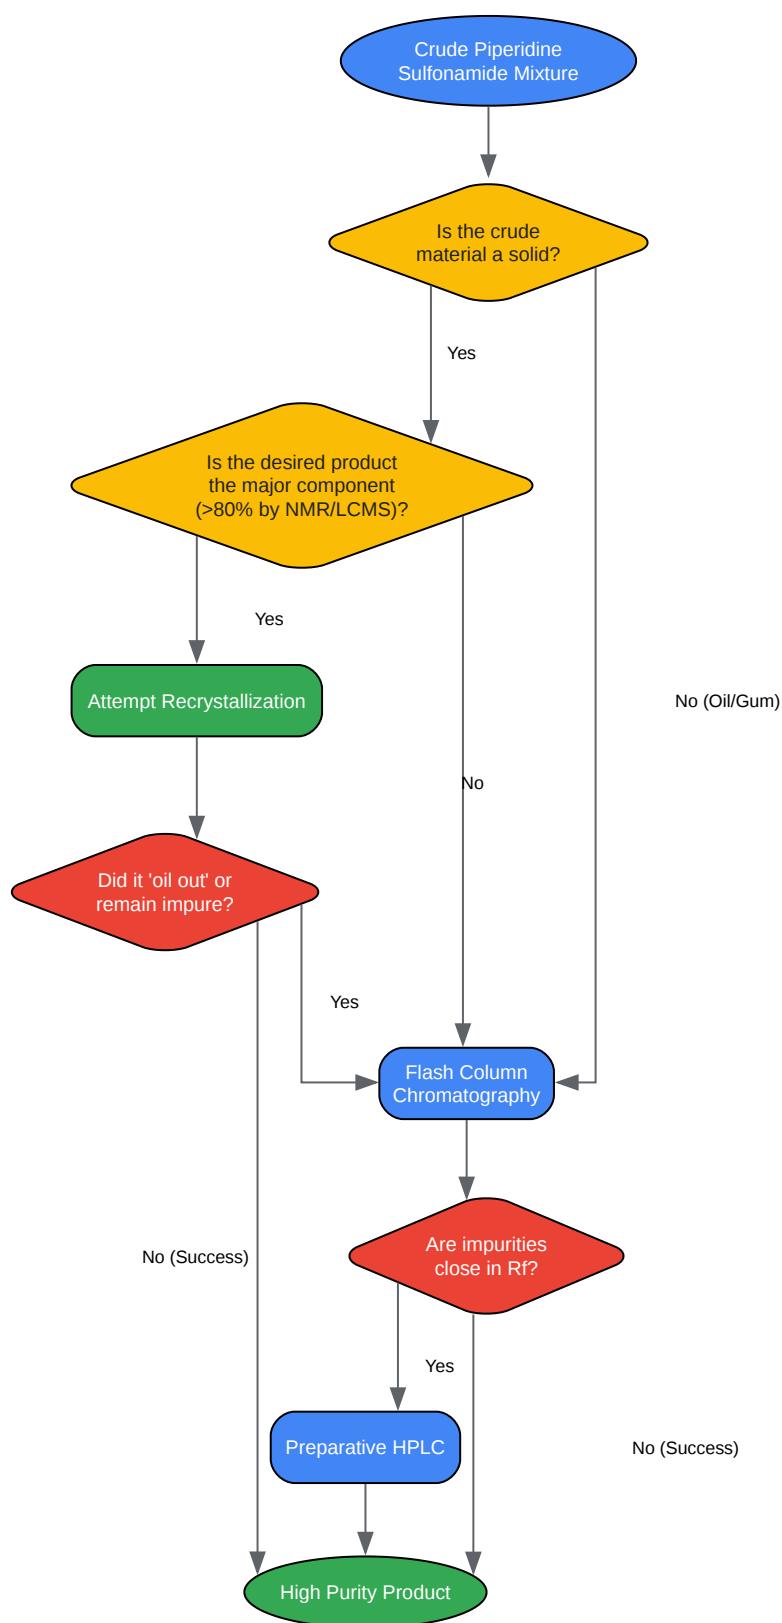 Crude Piperidine
Sulfonamide Mixture
Is the crude
material a solid?
Yes
Is the desired product
the major component
(>80% by NMR/LCMS)?
Yes
Attempt Recrystallization
No (Oil/Gum)
No
Did it 'oil out' or
remain impure?
Yes
Flash Column
Chromatography
Are impurities
close in Rf?
No (Success)
Yes
Preparative HPLC
No (Success)
High Purity Product